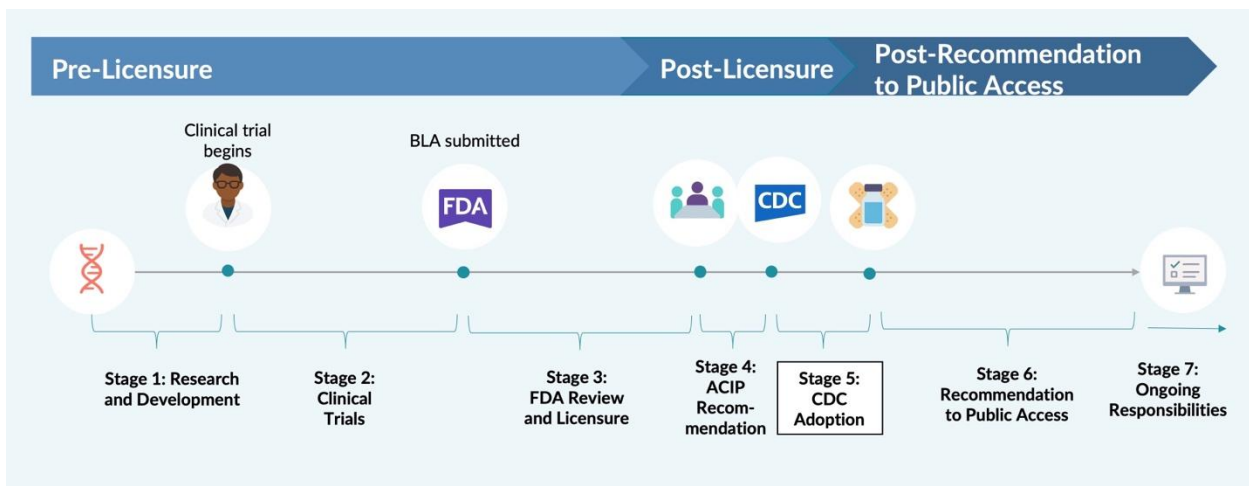 Pre-Licensure
Post-Licensure
Post-Recommendation
to Public Access
Clinical trial
begins
BLA submitted
FDA
CDC
Stage 1: Research
and Development
Stage 2:
Clinical
Trials
Stage 3:
FDA Review
and Licensure
Stage 4:
ACIP
Recom-
mendation
Stage 5:
CDC
Adoption
Stage 6:
Recommendation
to Public Access
Stage 7:
Ongoing
Responsibilities